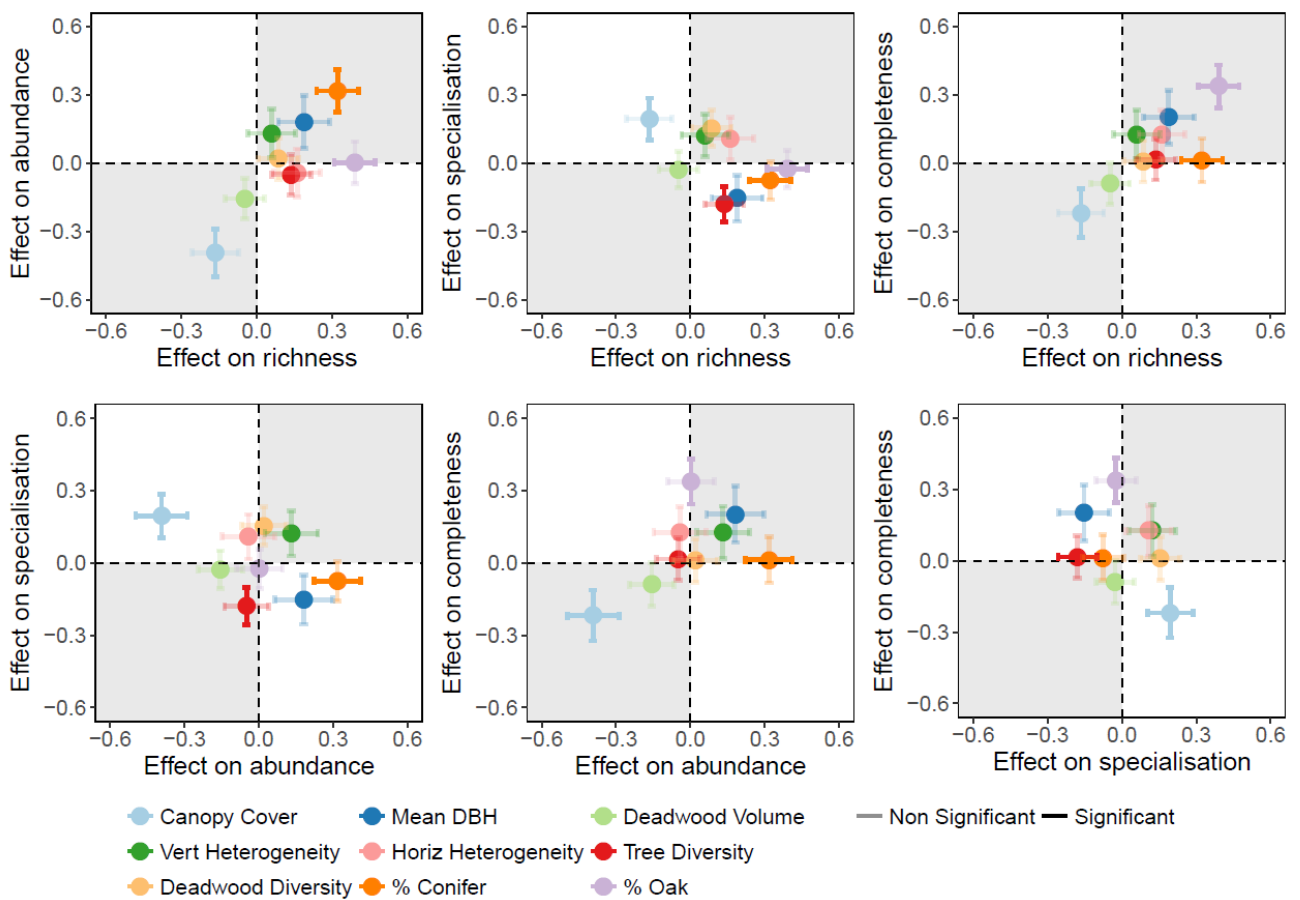 0.6
0.3
0.0
−0.3
−0.6
Effect on abundance
−0.6 −0.3 0.0 0.3 0.6
Effect on richness
0.6
0.3
0.0
−0.3
−0.6
Effect on specialisation
−0.6 −0.3 0.0 0.3 0.6
Effect on richness
0.6
0.3
0.0
−0.3
−0.6
Effect on completeness
−0.6 −0.3 0.0 0.3 0.6
Effect on richness
0.6
0.3
0.0
−0.3
−0.6
Effect on specialisation
−0.6 −0.3 0.0 0.3 0.6
Effect on abundance
0.6
0.3
0.0
−0.3
−0.6
Effect on completeness
−0.6 −0.3 0.0 0.3 0.6
Effect on abundance
0.6
0.3
0.0
−0.3
−0.6
Effect on completeness
−0.6 −0.3 0.0 0.3 0.6
Effect on specialisation
Canopy Cover Mean DBH Deadwood Volume Non Significant Significant
Vert Heterogeneity Horiz Heterogeneity Tree Diversity
Deadwood Diversity % Conifer % Oak